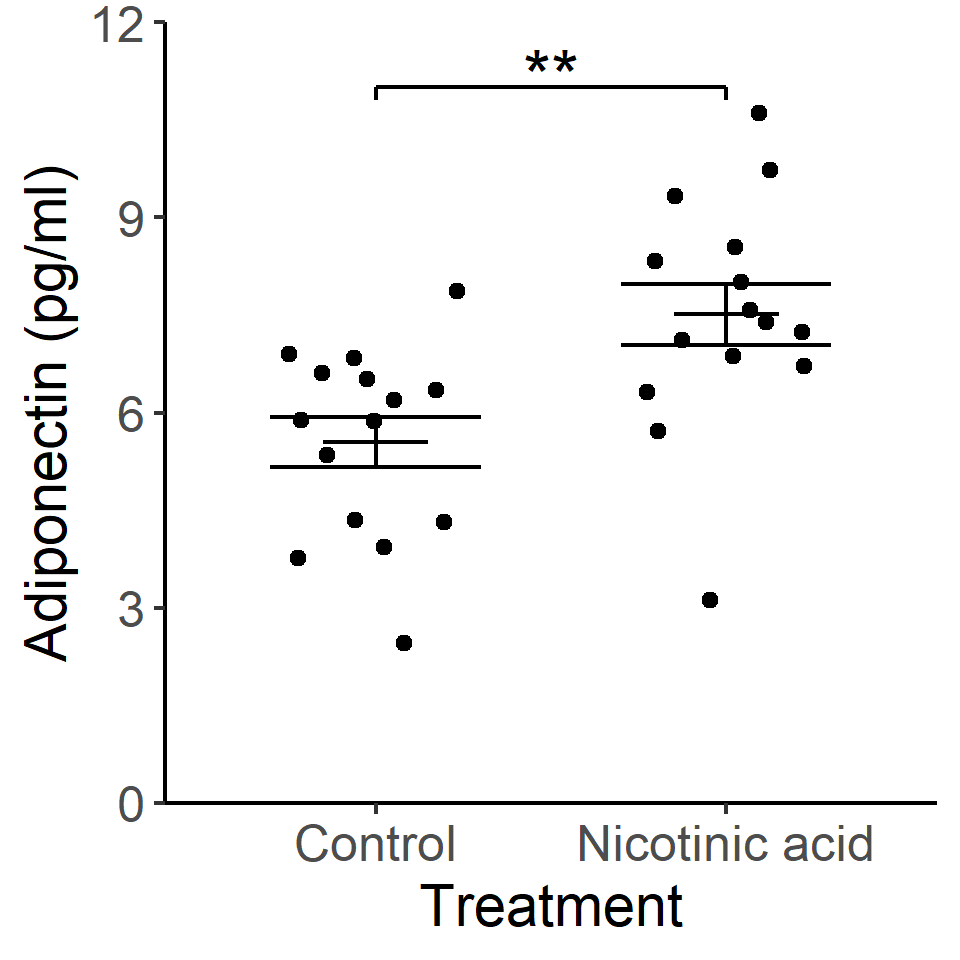 12
**
9
6
3
0
Adiponectin (pg/ml)
Control
Nicotinic acid
Treatment